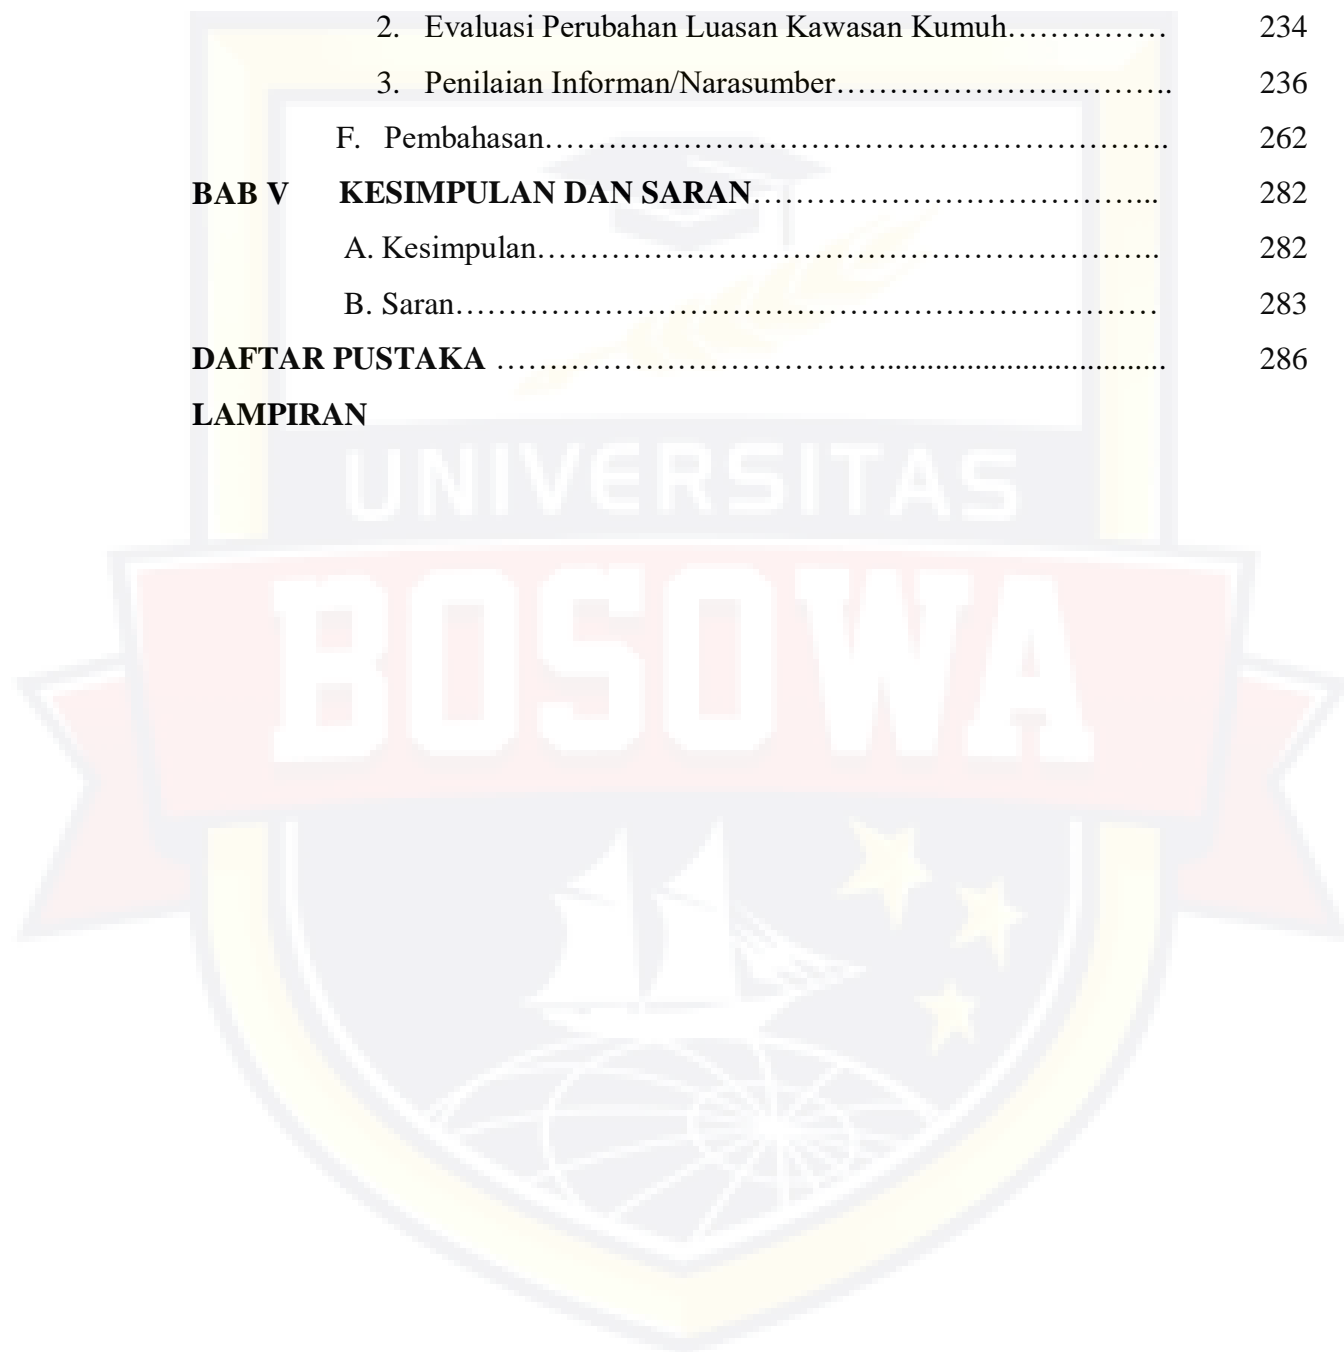 2. Evaluasi Perubahan Luasan Kawasan Kumuh…………… 234
3. Penilaian Informan/Narasumber………………………….. 236
F. Pembahasan………………………………………………….. 262
BAB V KESIMPULAN DAN SARAN………………………………... 282
A. Kesimpulan………………………………………………….. 282
B. Saran………………………………………………………… 283
DAFTAR PUSTAKA ………………………………................................... 286
LAMPIRAN
UNIVERSITAS
BOSOWA